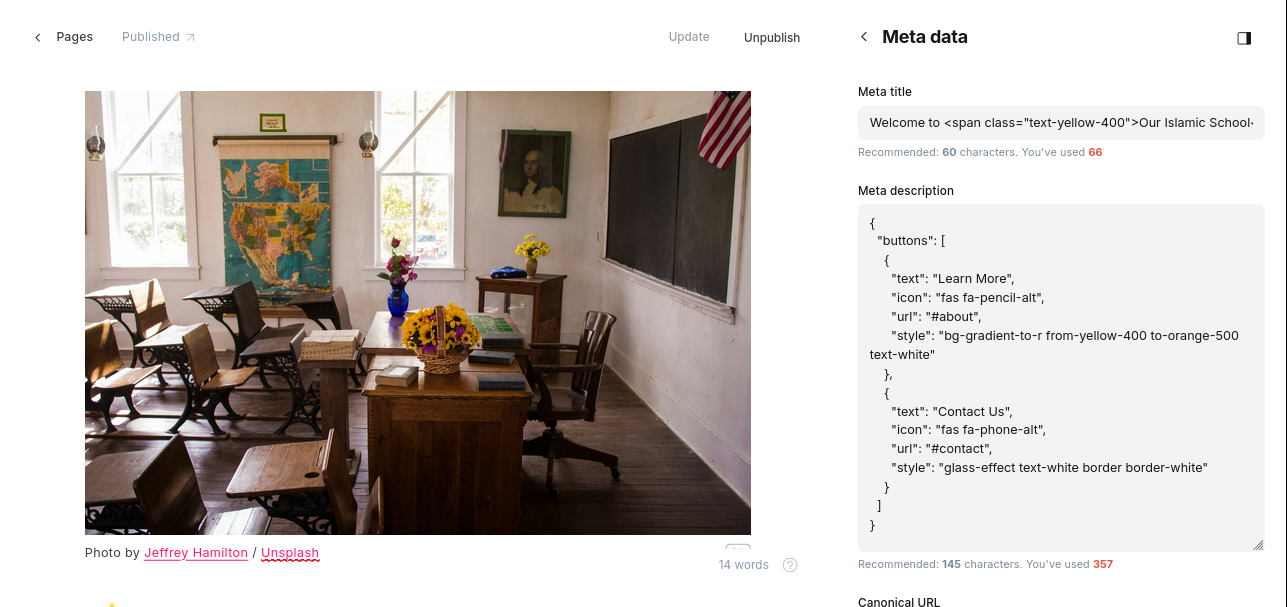 Pages
Published
Update
Unpublish
Meta data
Meta title
Welcome to <span class="text-yellow-400">Our Islamic School
Recommended: 60 characters. You've used 66
Meta description
{
"buttons": [
{
"text": "Learn More",
"icon": "fas fa-pencil-alt",
"url": "#about",
"style": "bg-gradient-to-r from-yellow-400 to-orange-500
text-white"
},
{
"text": "Contact Us",
"icon": "fas fa-phone-alt",
"url": "#contact",
"style": "glass-effect text-white border border-white"
}
]
}
Recommended: 145 characters. You've used 357
Canonical URL
Photo by Jeffrey Hamilton / Unsplash
14 words